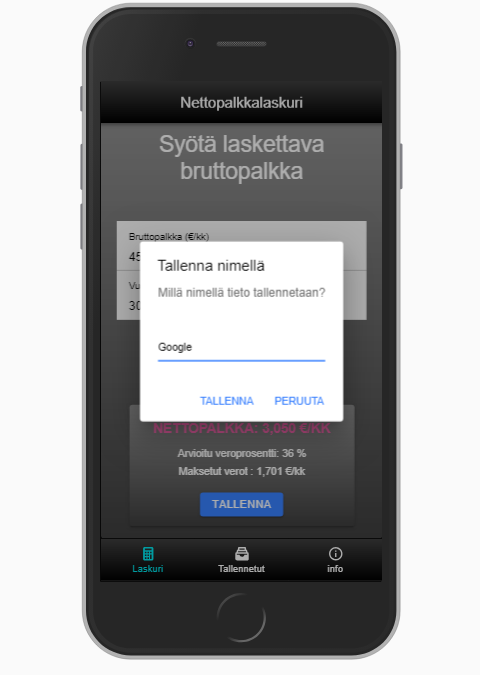 Nettopalkkalaskuri
Syötä laskettava
bruttopalkka
Bruttopalkka (€/kk)
45
Vu
30
Tallenna nimellä
Millä nimellä tieto tallennetaan?
Google
TALLENNA PERUUTA
NETTOPALKKA: 3,050 €/KK
Arvioitu veroprosentti: 36 %
Maksetut verot : 1,701 €/kk
TALLENNA
Laskuri Tallennetut info